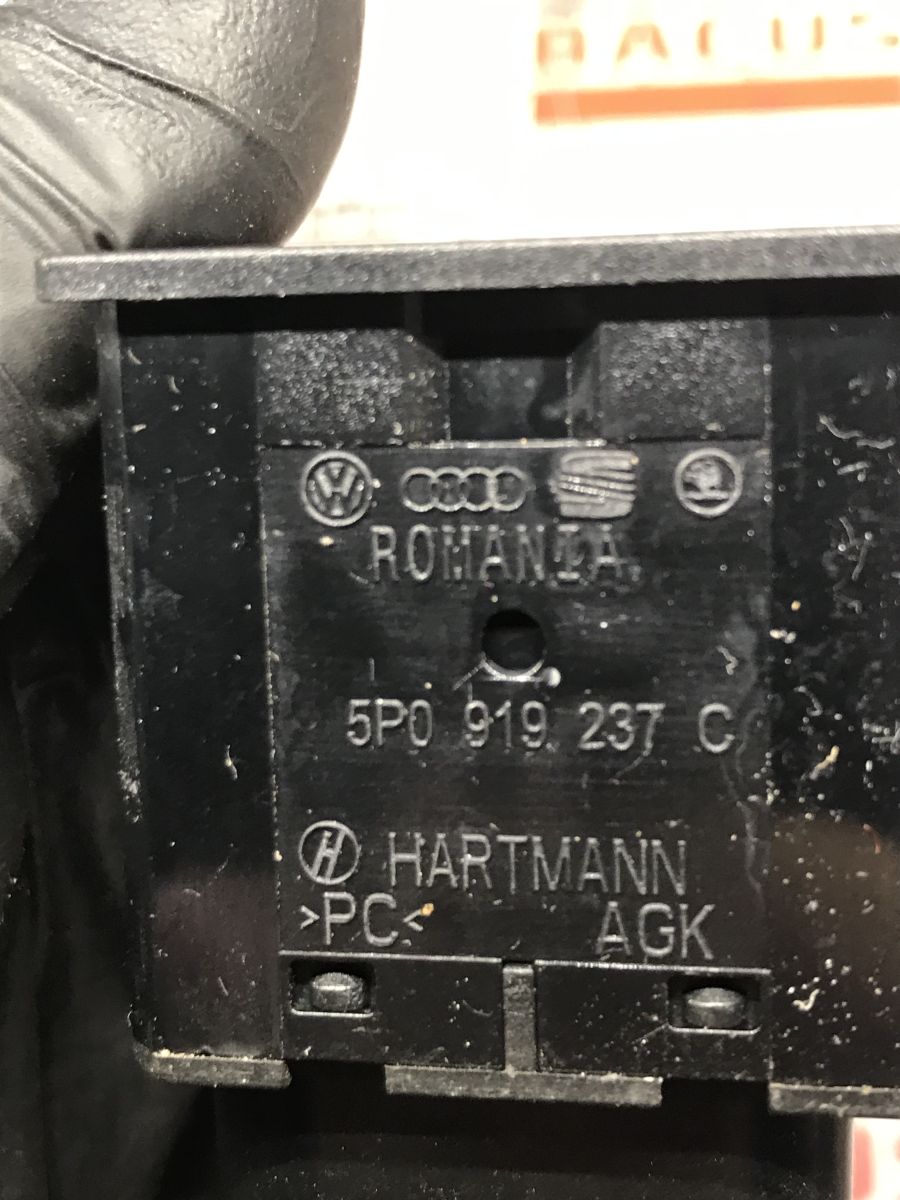 ROMANIA
5P0 919 237 C
H HARTMANN
>PC< AGK